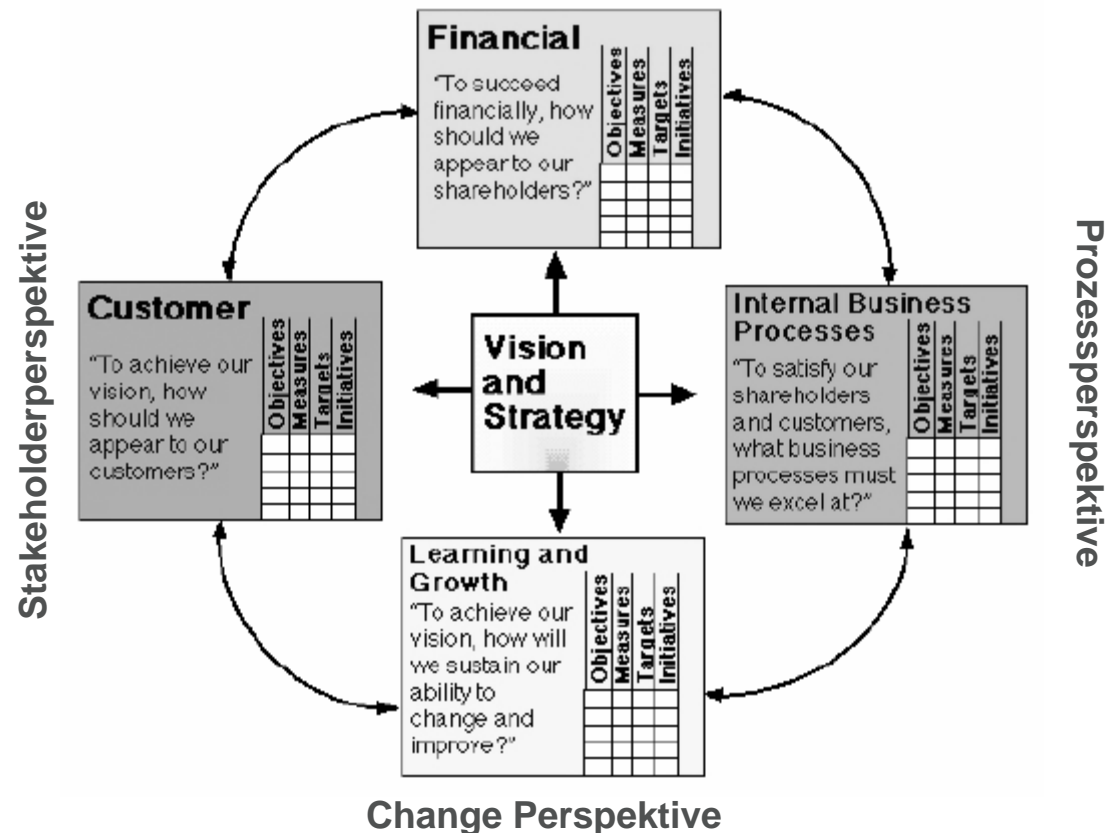 Financial
"To succeed
financially, how
should we
appear to our
shareholders?"
Objectives
Measures
Targets
Initiatives
Stakeholderperspektive
Customer
"To achieve our
vision, how
should we
appear to our
customers?"
Objectives
Measures
Targets
Initiatives
Vision
and
Strategy
Internal Business
Processes
"To satisfy our
shareholders
and customers,
what business
processes must
we excel at?"
Objectives
Measures
Targets
Initiatives
Prozessperspektive
Learning and
Growth
"To achieve our
vision, how will
we sustain our
ability to
change and
improve?"
Objectives
Measures
Targets
Initiatives
Change Perspektive